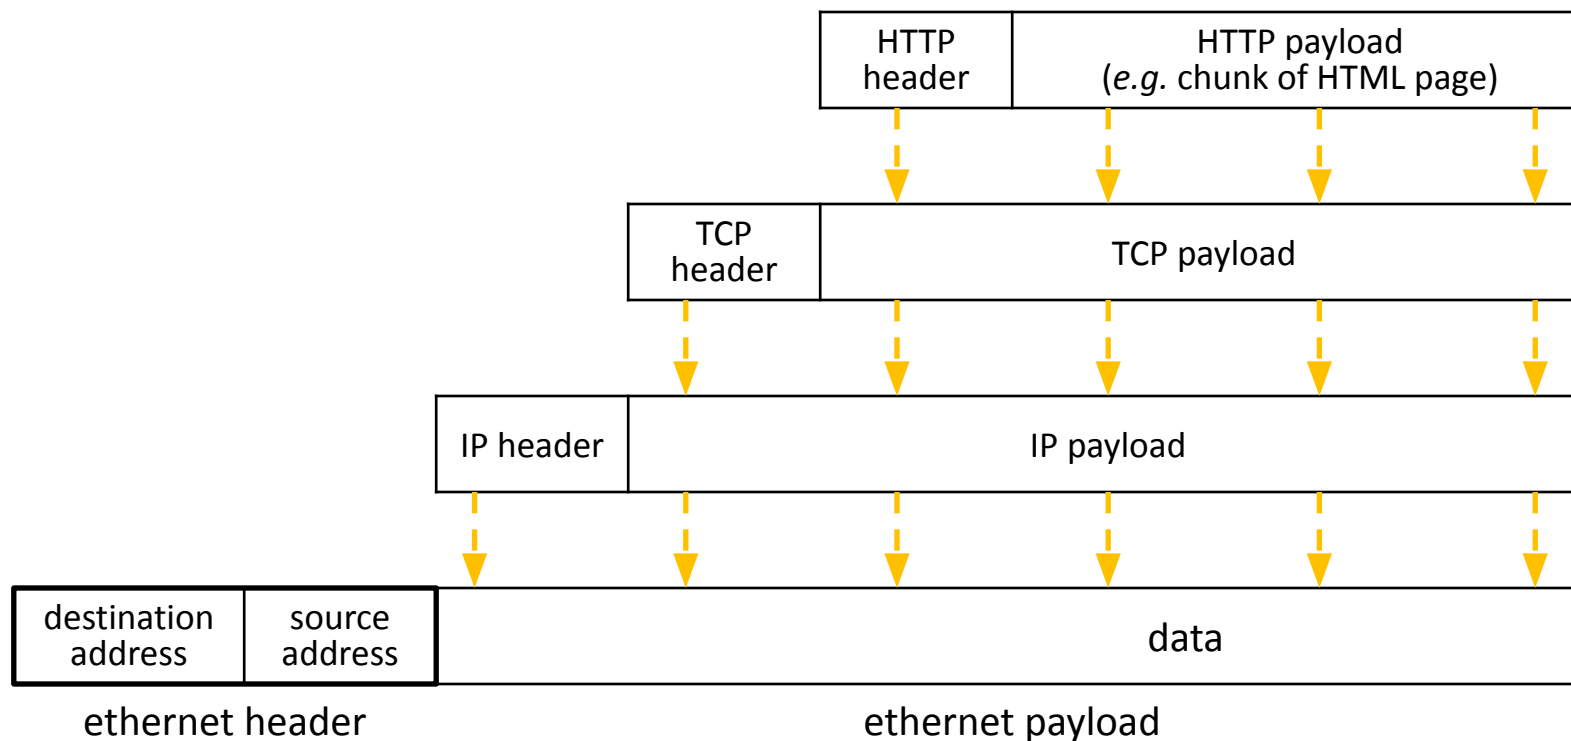 HTTP
header
HTTP payload
(e.g. chunk of HTML page)
TCP
header
TCP payload
IP header
IP payload
destination
address
source
address
data
ethernet header
ethernet payload